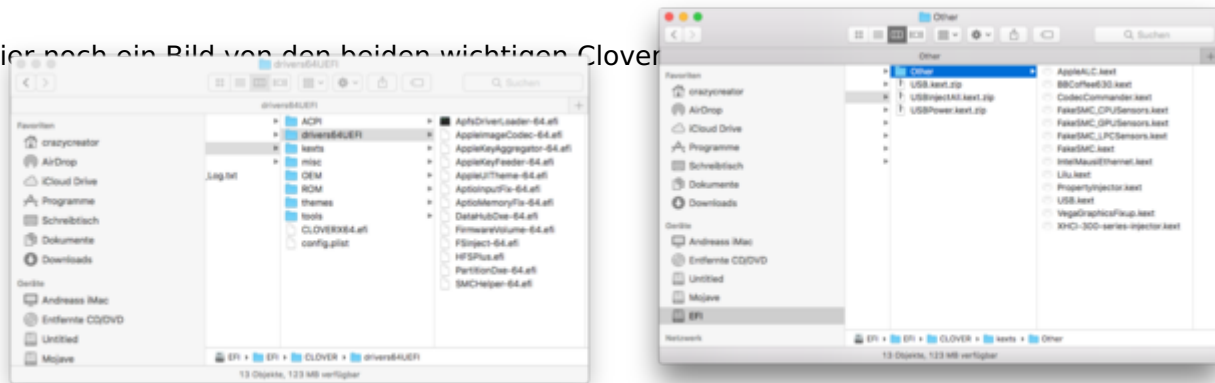 ier noch ein Bild von den beiden wichtigen Clover
drivers64UEFI
Suchen
drivers64UEFI
Favoriten
crazycreator
AirDrop
iCloud Drive
Programme
Schreibtisch
Dokumente
Downloads
Geräte
Andreass iMac
Entfernte CD/DVD
Untitled
Mojave
_Log.txt
ACPI
drivers64UEFI
kexts
misc
OEM
ROM
themes
tools
CLOVERX64.efi
config.plist
ApfsDriverLoader-64.efi
AppleImageCodec-64.efi
AppleKeyAggregator-64.efi
AppleKeyFeeder-64.efi
AppleUITheme-64.efi
AptioInputFix-64.efi
AptioMemoryFix-64.efi
DataHubDxe-64.efi
FirmwareVolume-64.efi
FSInject-64.efi
HFSPlus.efi
PartitionDxe-64.efi
SMCHelper-64.efi
EFI › EFI › CLOVER › drivers64UEFI
13 Objekte, 123 MB verfügbar
Other
Suchen
Other
Favoriten
crazycreator
AirDrop
iCloud Drive
Programme
Schreibtisch
Dokumente
Downloads
Geräte
Andreass iMac
Entfernte CD/DVD
Untitled
Mojave
EFI
Netzwerk
Other
USB.kext.zip
USBInjectAll.kext.zip
USBPower.kext.zip
AppleALC.kext
BBCoffee630.kext
CodecCommander.kext
FakeSMC_CPUSensors.kext
FakeSMC_GPUSensors.kext
FakeSMC_LPCSensors.kext
FakeSMC.kext
IntelMausiEthernet.kext
Lilu.kext
PropertyInjector.kext
USB.kext
VegaGraphicsFixup.kext
XHCI-300-series-injector.kext
EFI › EFI › CLOVER › kexts › Other
13 Objekte, 123 MB verfügbar